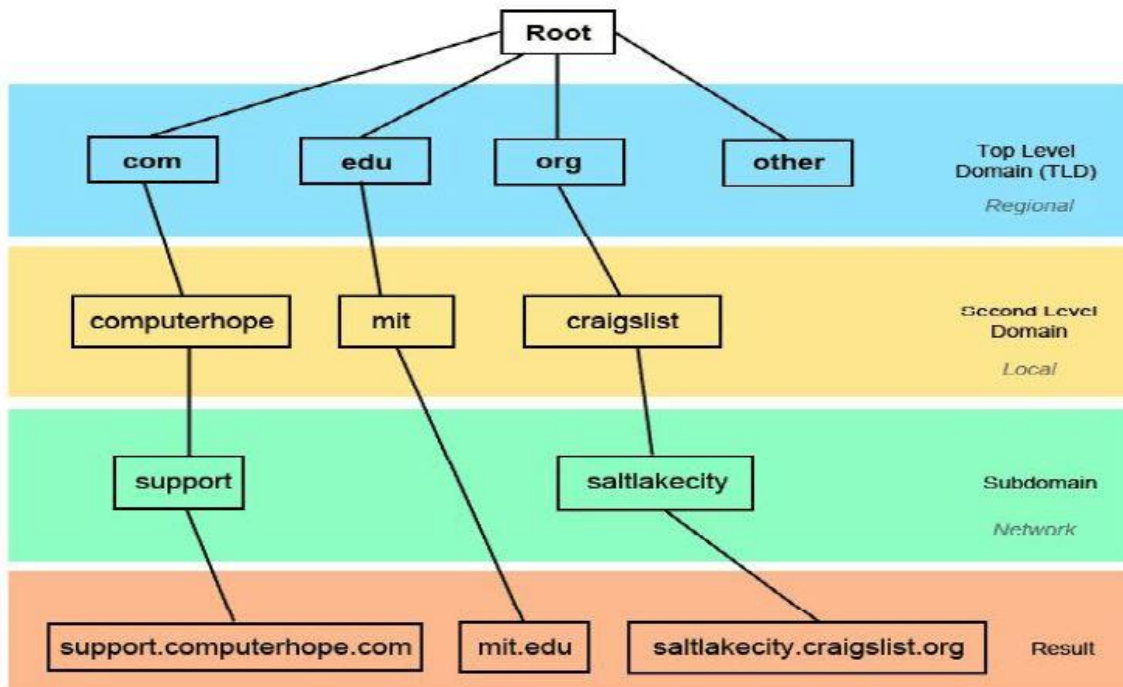 Root
com
edu
org
other
Top Level
Domain (TLD)
Regional
computerhope
mit
craigslist
Second Level
Domain
Local
support
saltlakecity
Subdomain
Network
support.computerhope.com
mit.edu
saltlakecity.craigslist.org
Result